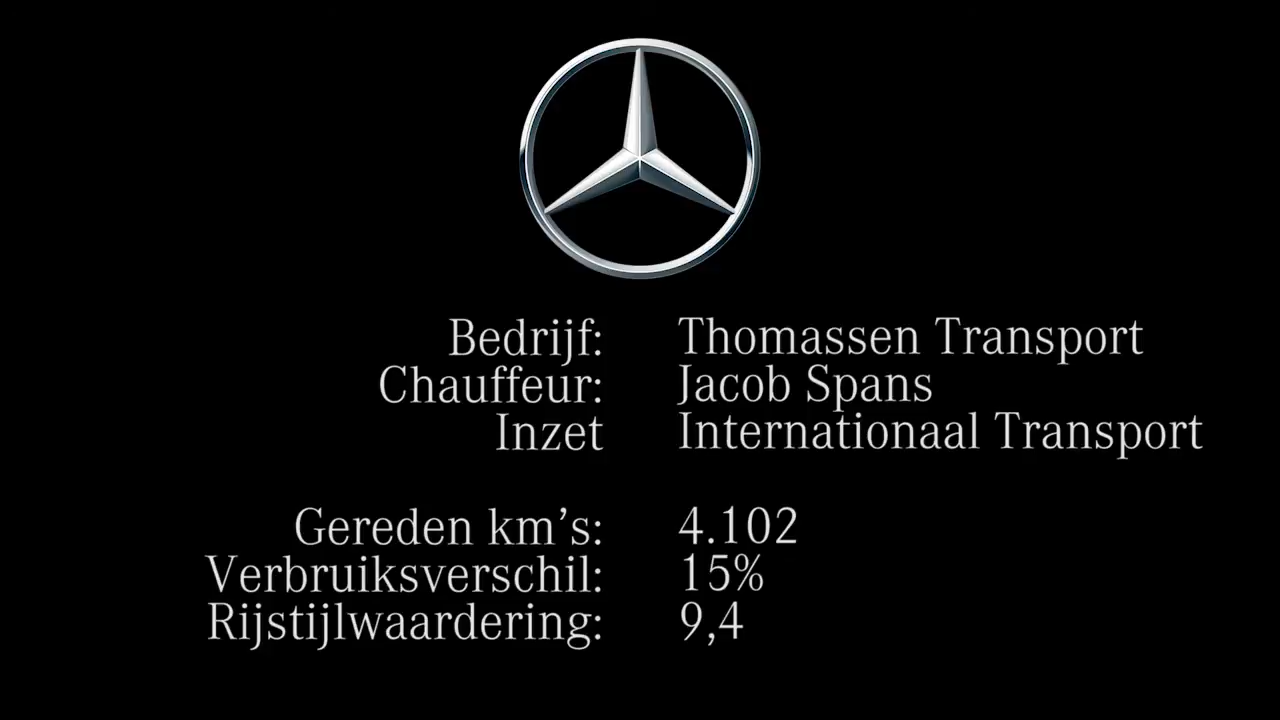 Bedrijf: Thomassen Transport
Chauffeur: Jacob Spans
Inzet Internationaal Transport
Gereden km's: 4.102
Verbruiksverschil: 15%
Rijstijlwaardering: 9,4